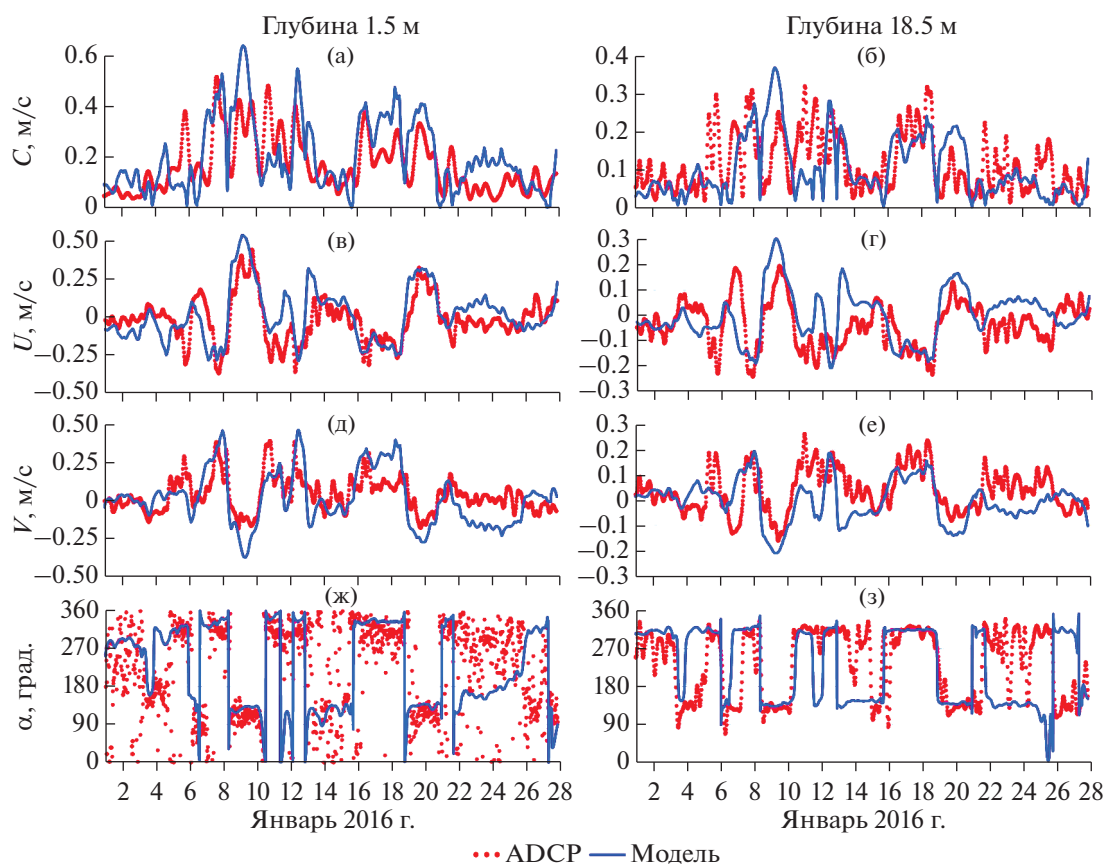 Глубина 1.5 м
Глубина 18.5 м
(а)
(б)
C, м/с
0.6
0.4
0.2
0
C, м/с
0.4
0.3
0.2
0.1
0
(в)
(г)
U, м/с
0.50
0.25
0
−0.25
−0.50
U, м/с
0.3
0.2
0.1
0
−0.1
−0.2
−0.3
(д)
(е)
V, м/с
0.50
0.25
0
−0.25
−0.50
V, м/с
0.3
0.2
0.1
0
−0.1
−0.2
−0.3
(ж)
(з)
α, град.
360
270
180
90
0
α, град.
360
270
180
90
0
2 4 6 8 10 12 14 16 18 20 22 24 26 28
2 4 6 8 10 12 14 16 18 20 22 24 26 28
Январь 2016 г.
Январь 2016 г.
ADCP Модель